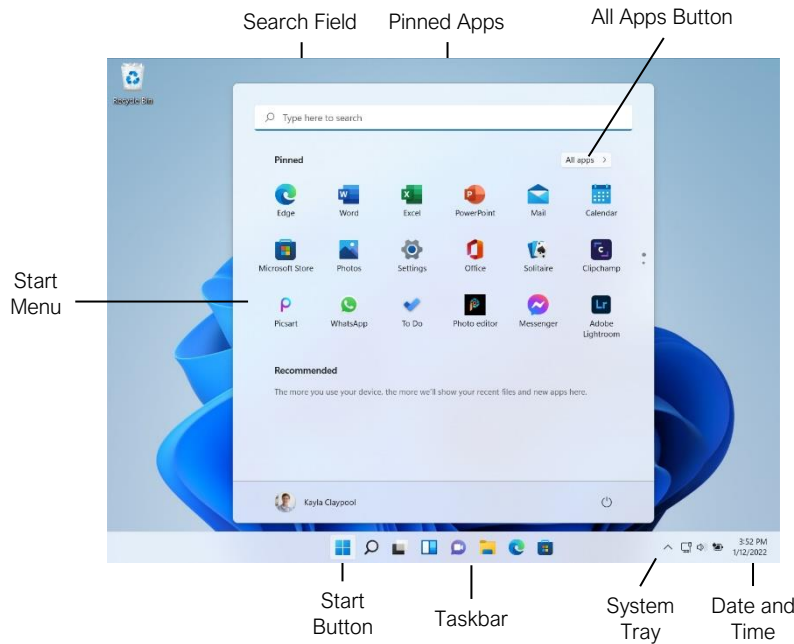 Search Field Pinned Apps All Apps Button
Recycle Bin
Type here to search
Pinned All apps >
Edge Word Excel PowerPoint Mail Calendar
Microsoft Store Photos Settings Office Solitaire Clipchamp
Start
Menu
Picsart WhatsApp To Do Photo editor Messenger Adobe
Lightroom
Recommended
The more you use your device, the more we'll show your recent files and new apps here.
Kayla Claypool
3:52 PM
1/12/2022
Start
Button
Taskbar
System
Tray
Date and
Time